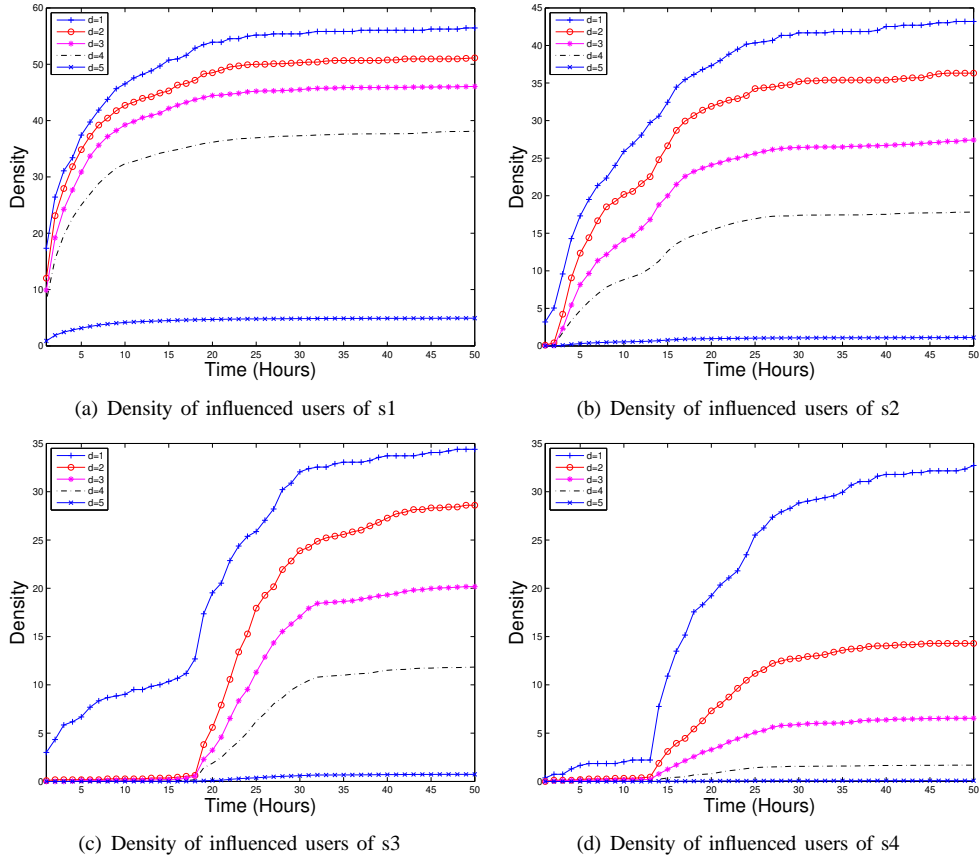 60
50
40
30
20
10
0
Density
d=1
d=2
d=3
d=4
d=5
5 10 15 20 25 30 35 40 45 50
Time (Hours)
(a) Density of influenced users of s1
45
40
35
30
25
20
15
10
5
0
Density
d=1
d=2
d=3
d=4
d=5
5 10 15 20 25 30 35 40 45 50
Time (Hours)
(b) Density of influenced users of s2
35
30
25
20
15
10
5
0
Density
d=1
d=2
d=3
d=4
d=5
5 10 15 20 25 30 35 40 45 50
Time (Hours)
(c) Density of influenced users of s3
35
30
25
20
15
10
5
0
Density
d=1
d=2
d=3
d=4
d=5
5 10 15 20 25 30 35 40 45 50
Time (Hours)
(d) Density of influenced users of s4